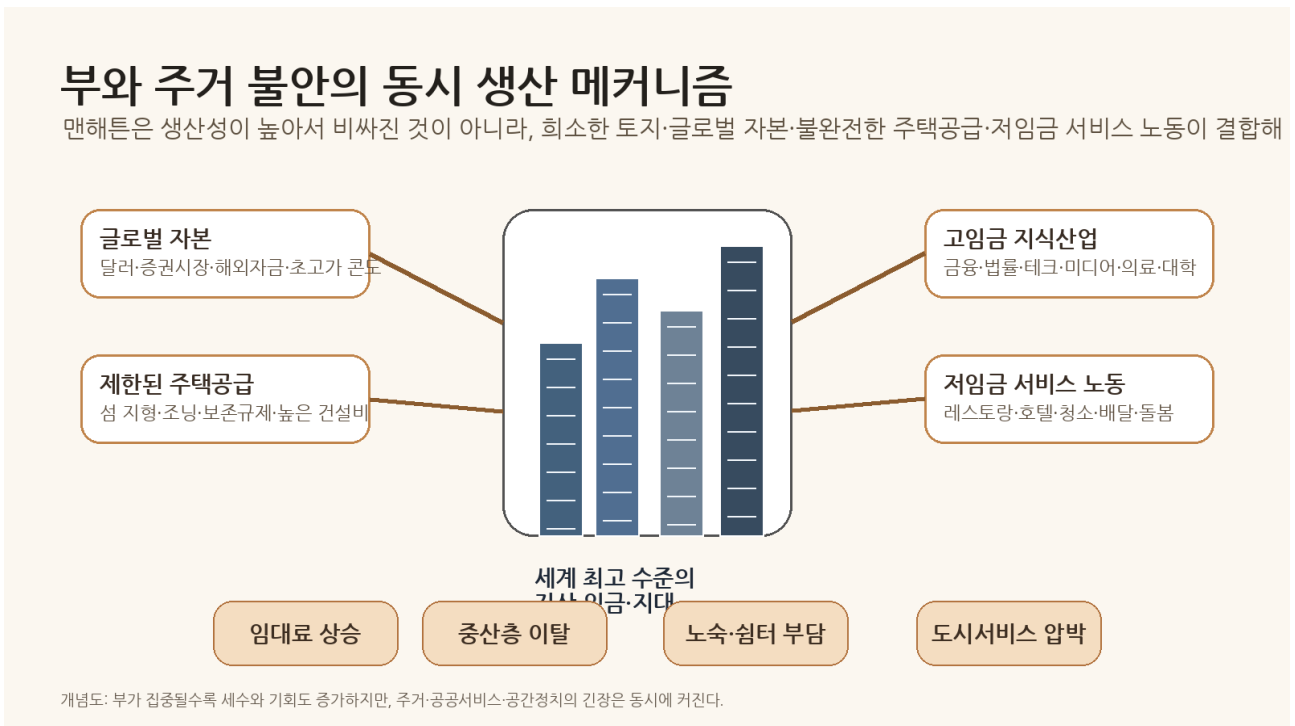 부와 주거 불안의 동시 생산 메커니즘
맨해튼은 생산성이 높아서 비싸진 것이 아니라, 희소한 토지·글로벌 자본·불완전한 주택공급·저임금 서비스 노동이 결합해
글로벌 자본
달러·증권시장·해외자금·초고가 콘도
고임금 지식산업
금융·법률·테크·미디어·의료·대학
제한된 주택공급
섬 지형·조닝·보존규제·높은 건설비
저임금 서비스 노동
레스토랑·호텔·청소·배달·돌봄
세계 최고 수준의
임대료 상승
중산층 이탈
노숙·쉼터 부담
도시서비스 압박
개념도: 부가 집중될수록 세수와 기회도 증가하지만, 주거·공공서비스·공간정치의 긴장은 동시에 커진다.